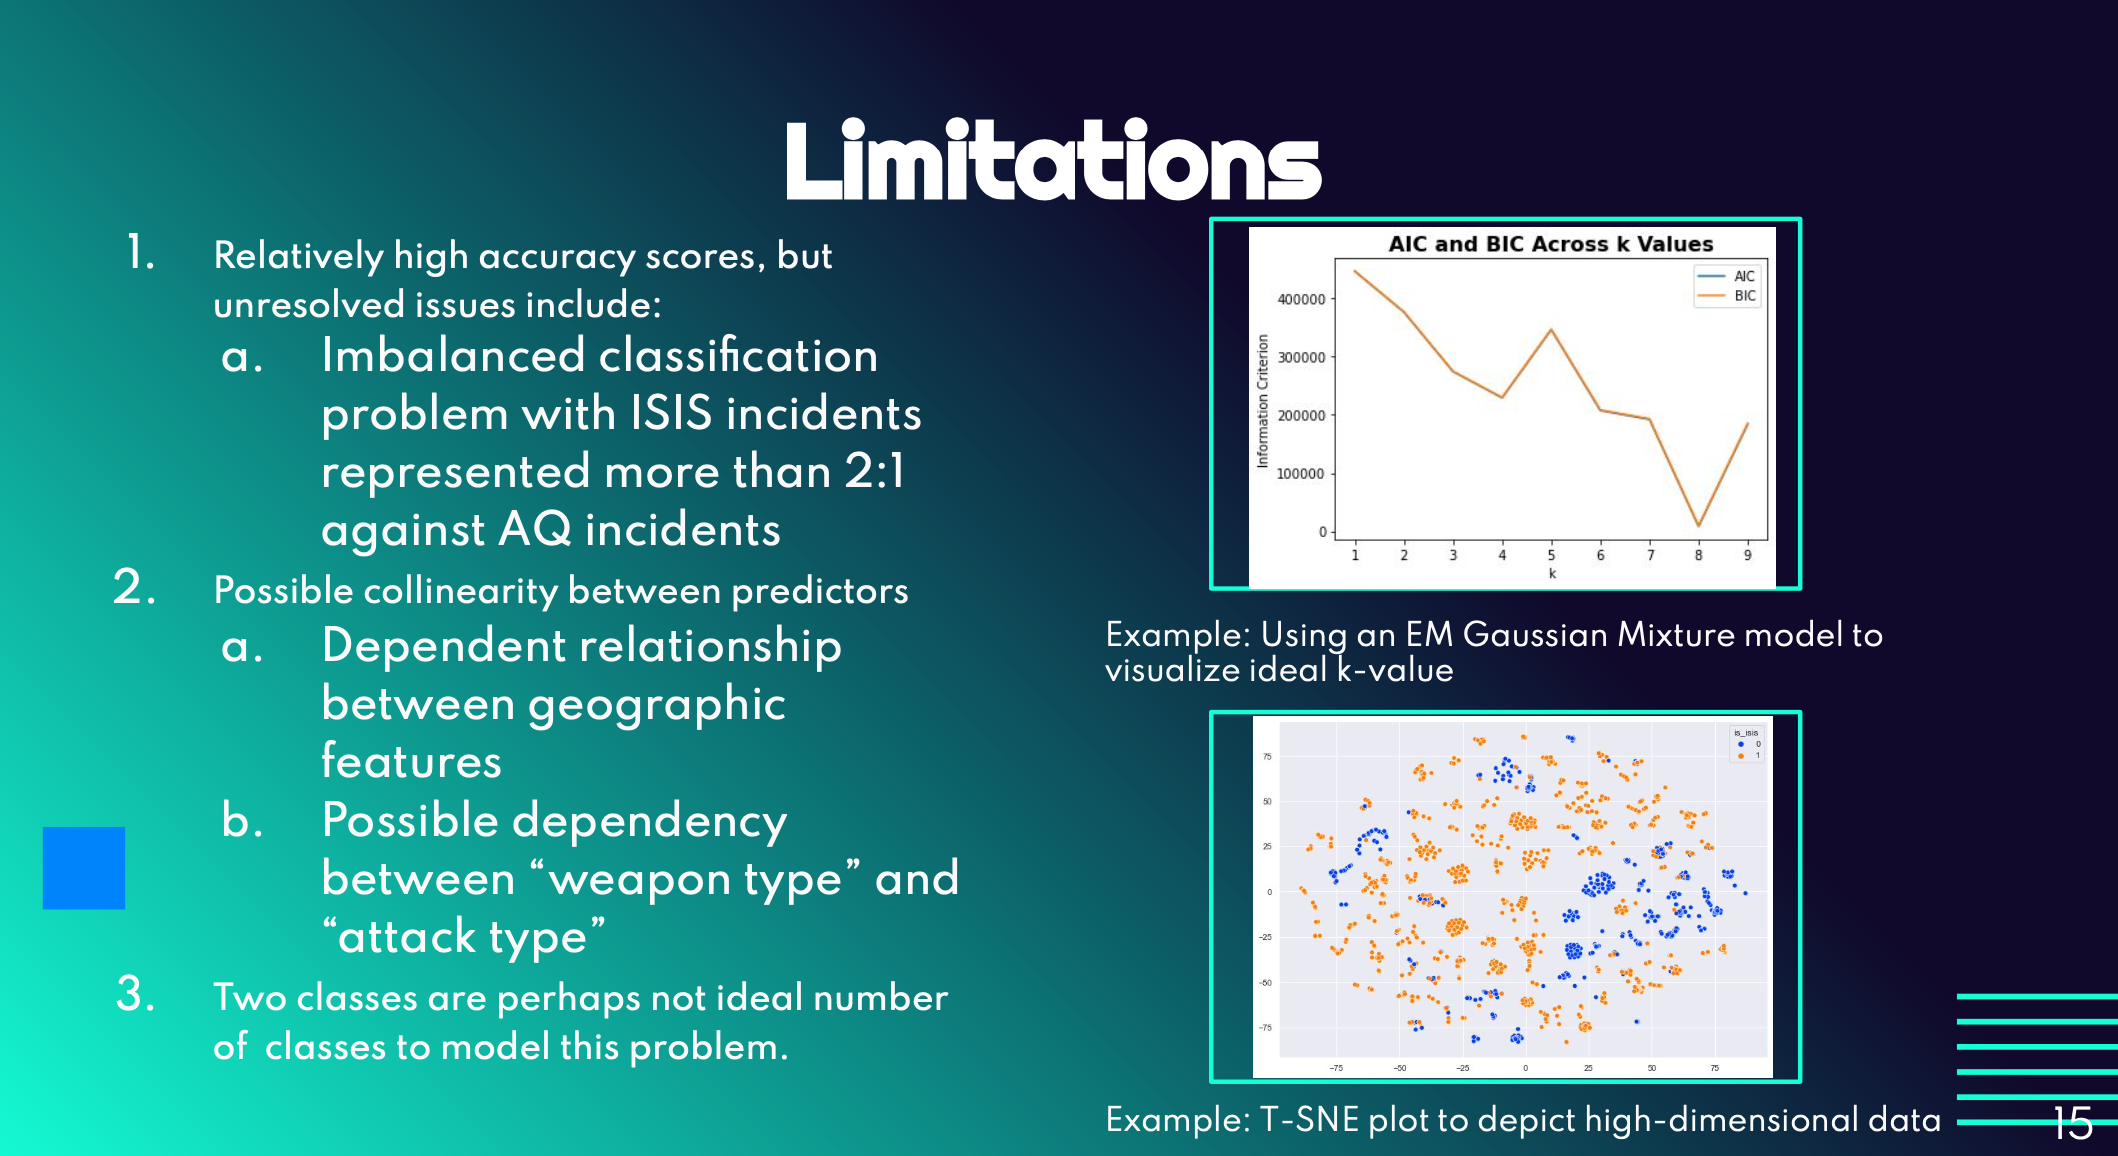 Limitations
1. Relatively high accuracy scores, but
unresolved issues include:
a. Imbalanced classification
problem with ISIS incidents
represented more than 2:1
against AQ incidents
2. Possible collinearity between predictors
a. Dependent relationship
between geographic
features
b. Possible dependency
between “weapon type” and
“attack type”
3. Two classes are perhaps not ideal number
of  classes to model this problem.
AIC and BIC Across k Values
AIC
BIC
Information Criterion
400000
300000
200000
100000
0
1 2 3 4 5 6 7 8 9
k
Example: Using an EM Gaussian Mixture model to
visualize ideal k-value
is_isis
0
1
75
50
25
0
−25
−50
−75
−75 −50 −25 0 25 50 75
Example: T-SNE plot to depict high-dimensional data
15